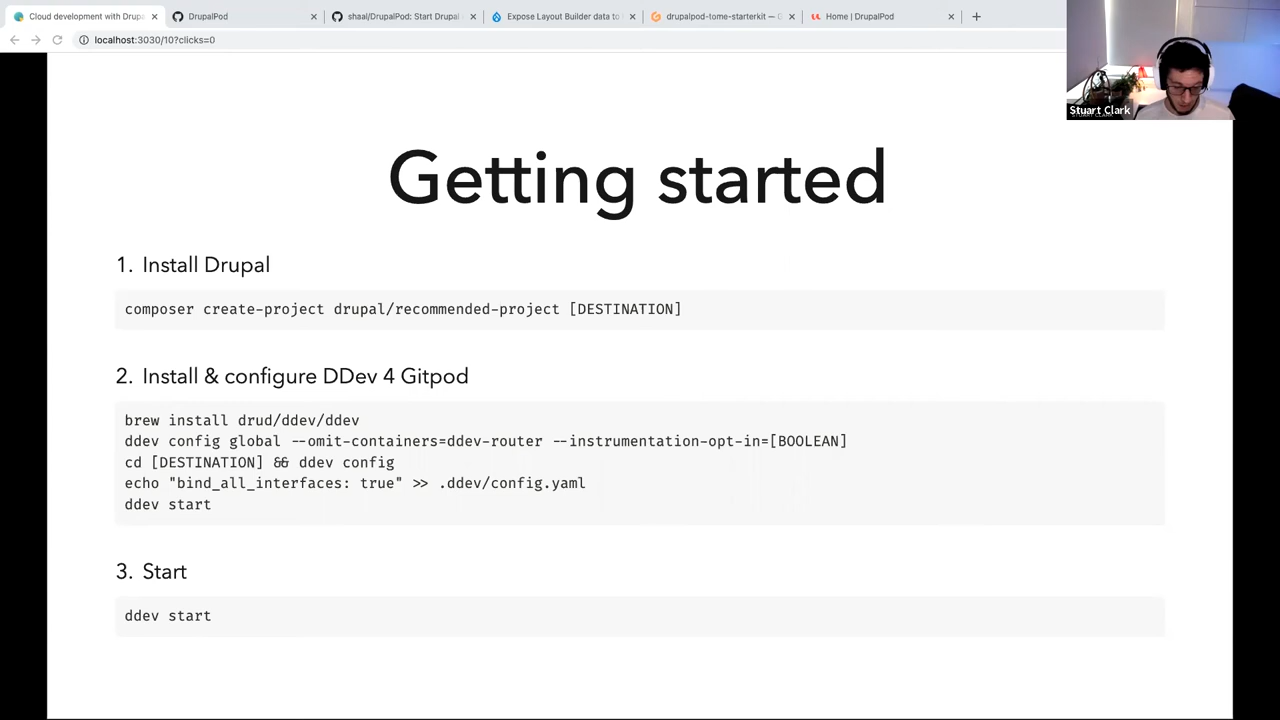 Cloud development with Drup
DrupalPod
shaal/DrupalPod: Start Drupal
Expose Layout Builder data to
drupalpod-tome-starterkit —
Home | DrupalPod
localhost:3030/10?clicks=0
Stuart Clark
STUART CLARK
Getting started
1. Install Drupal
composer create-project drupal/recommended-project [DESTINATION]
2. Install & configure DDev 4 Gitpod
brew install drud/ddev/ddev
ddev config global --omit-containers=ddev-router --instrumentation-opt-in=[BOOLEAN]
cd [DESTINATION] && ddev config
echo "bind_all_interfaces: true" >> .ddev/config.yaml
ddev start
3. Start
ddev start